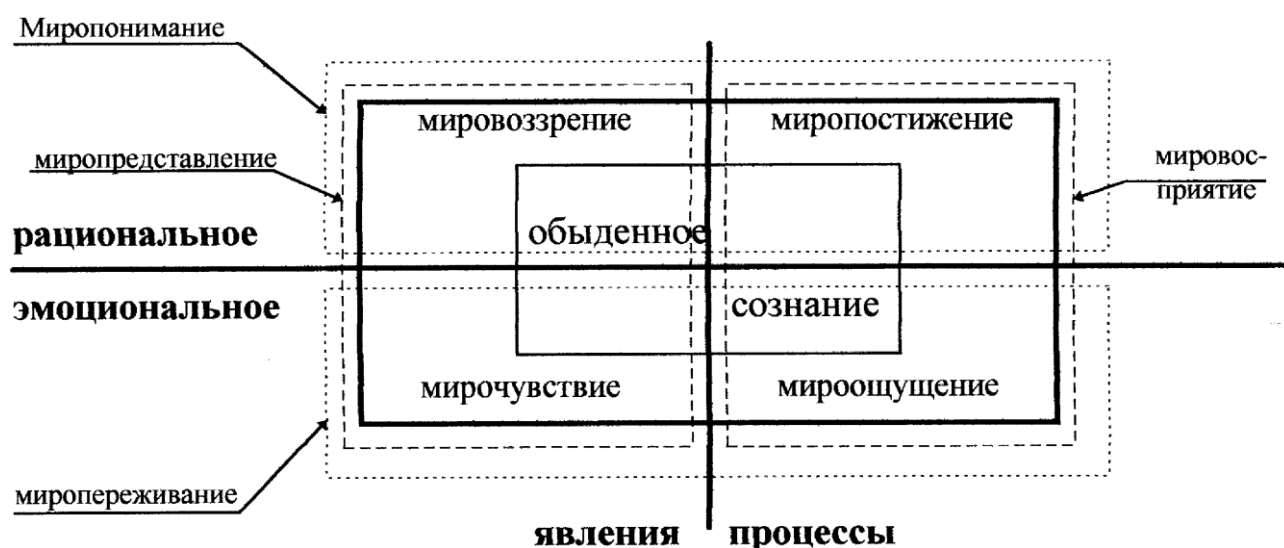 Миропонимание
мировоззрение
миропостижение
миропредставление
мировос-
приятие
рациональное
обыденное
эмоциональное
сознание
мирочувствие
мироощущение
миропереживание
явления
процессы